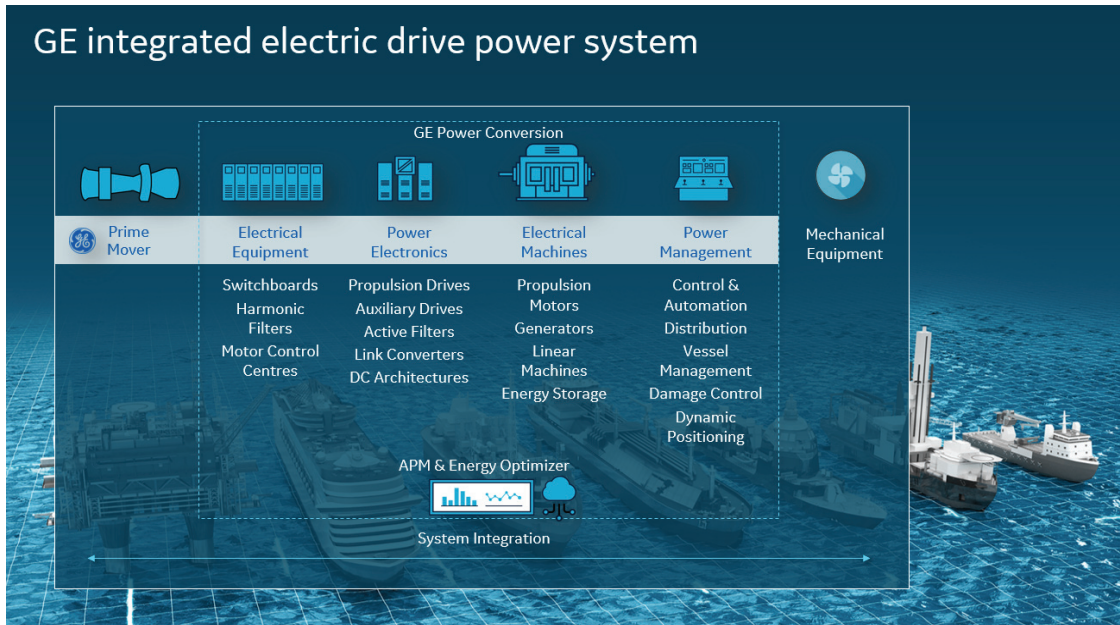 GE integrated electric drive power system
GE Power Conversion
Prime
Mover
Electrical
Equipment
Power
Electronics
Electrical
Machines
Power
Management
Mechanical
Equipment
Switchboards
Harmonic
Filters
Motor Control
Centres
Propulsion Drives
Auxiliary Drives
Active Filters
Link Converters
DC Architectures
Propulsion
Motors
Generators
Linear
Machines
Energy Storage
Control &
Automation
Distribution
Vessel
Management
Damage Control
Dynamic
Positioning
APM & Energy Optimizer
System Integration